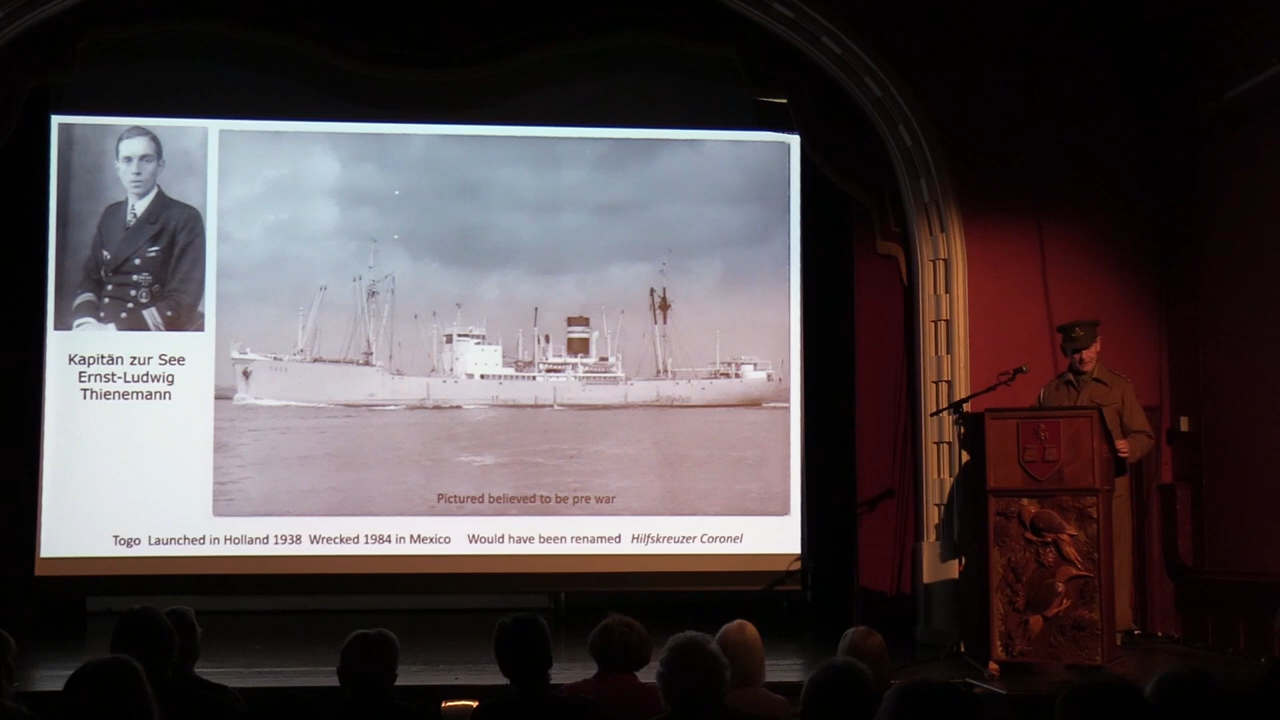 Kapitän zur See
Ernst-Ludwig
Thienemann
Pictured believed to be pre war
Togo Launched in Holland 1938 Wrecked 1984 in Mexico Would have been renamed Hilfskreuzer Coronel